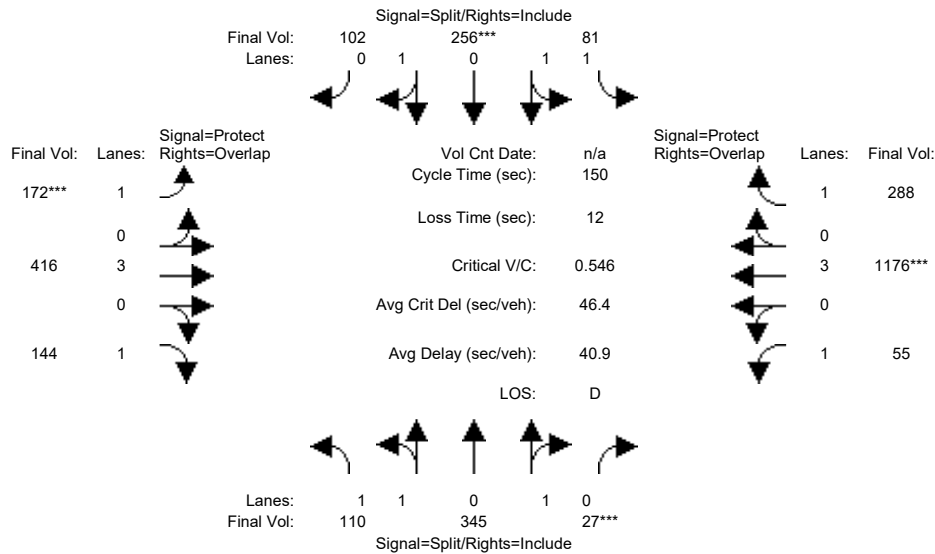 Signal=Split/Rights=Include
Final Vol: 102 256*** 81
Lanes: 0 1 0 1 1
Signal=Protect
Final Vol: Lanes: Rights=Overlap
Vol Cnt Date: n/a
Signal=Protect
Rights=Overlap Lanes: Final Vol:
Cycle Time (sec): 150
172*** 1
1 288
Loss Time (sec): 12
0
0
416 3
Critical V/C: 0.546
3 1176***
0
Avg Crit Del (sec/veh): 46.4
0
144 1
Avg Delay (sec/veh): 40.9
1 55
LOS: D
Lanes: 1 1 0 1 0
Final Vol: 110 345 27***
Signal=Split/Rights=Include